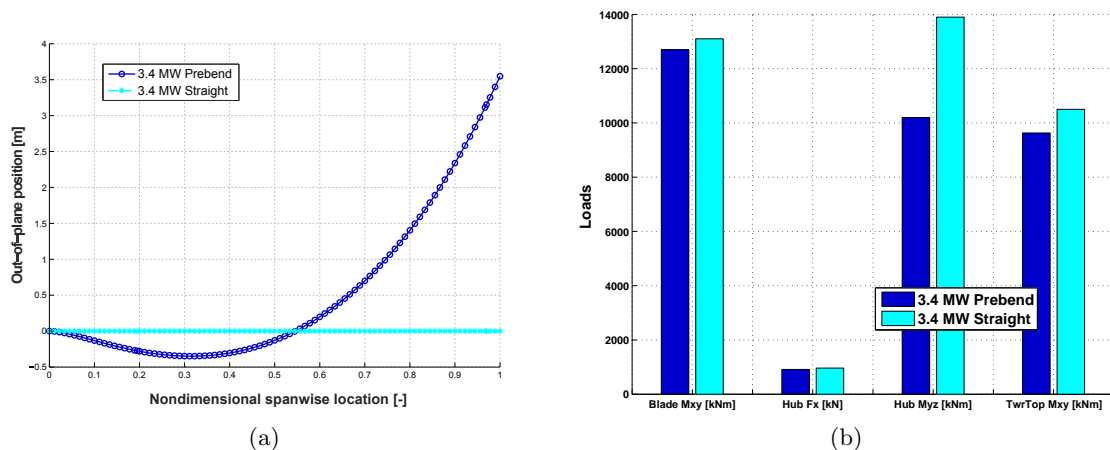 4
3.5
3
2.5
2
1.5
1
0.5
0
−0.5
0 0.1 0.2 0.3 0.4 0.5 0.6 0.7 0.8 0.9 1
Out−of−plane position [m]
Nondimensional spanwise location [-]
3.4 MW Prebend
3.4 MW Straight
(a)
14000
12000
10000
8000
6000
4000
2000
0
Loads
3.4 MW Prebend
3.4 MW Straight
Blade Mxy [kNm] Hub Fx [kN] Hub Myz [kNm] TwrTop Mxy [kNm]
(b)